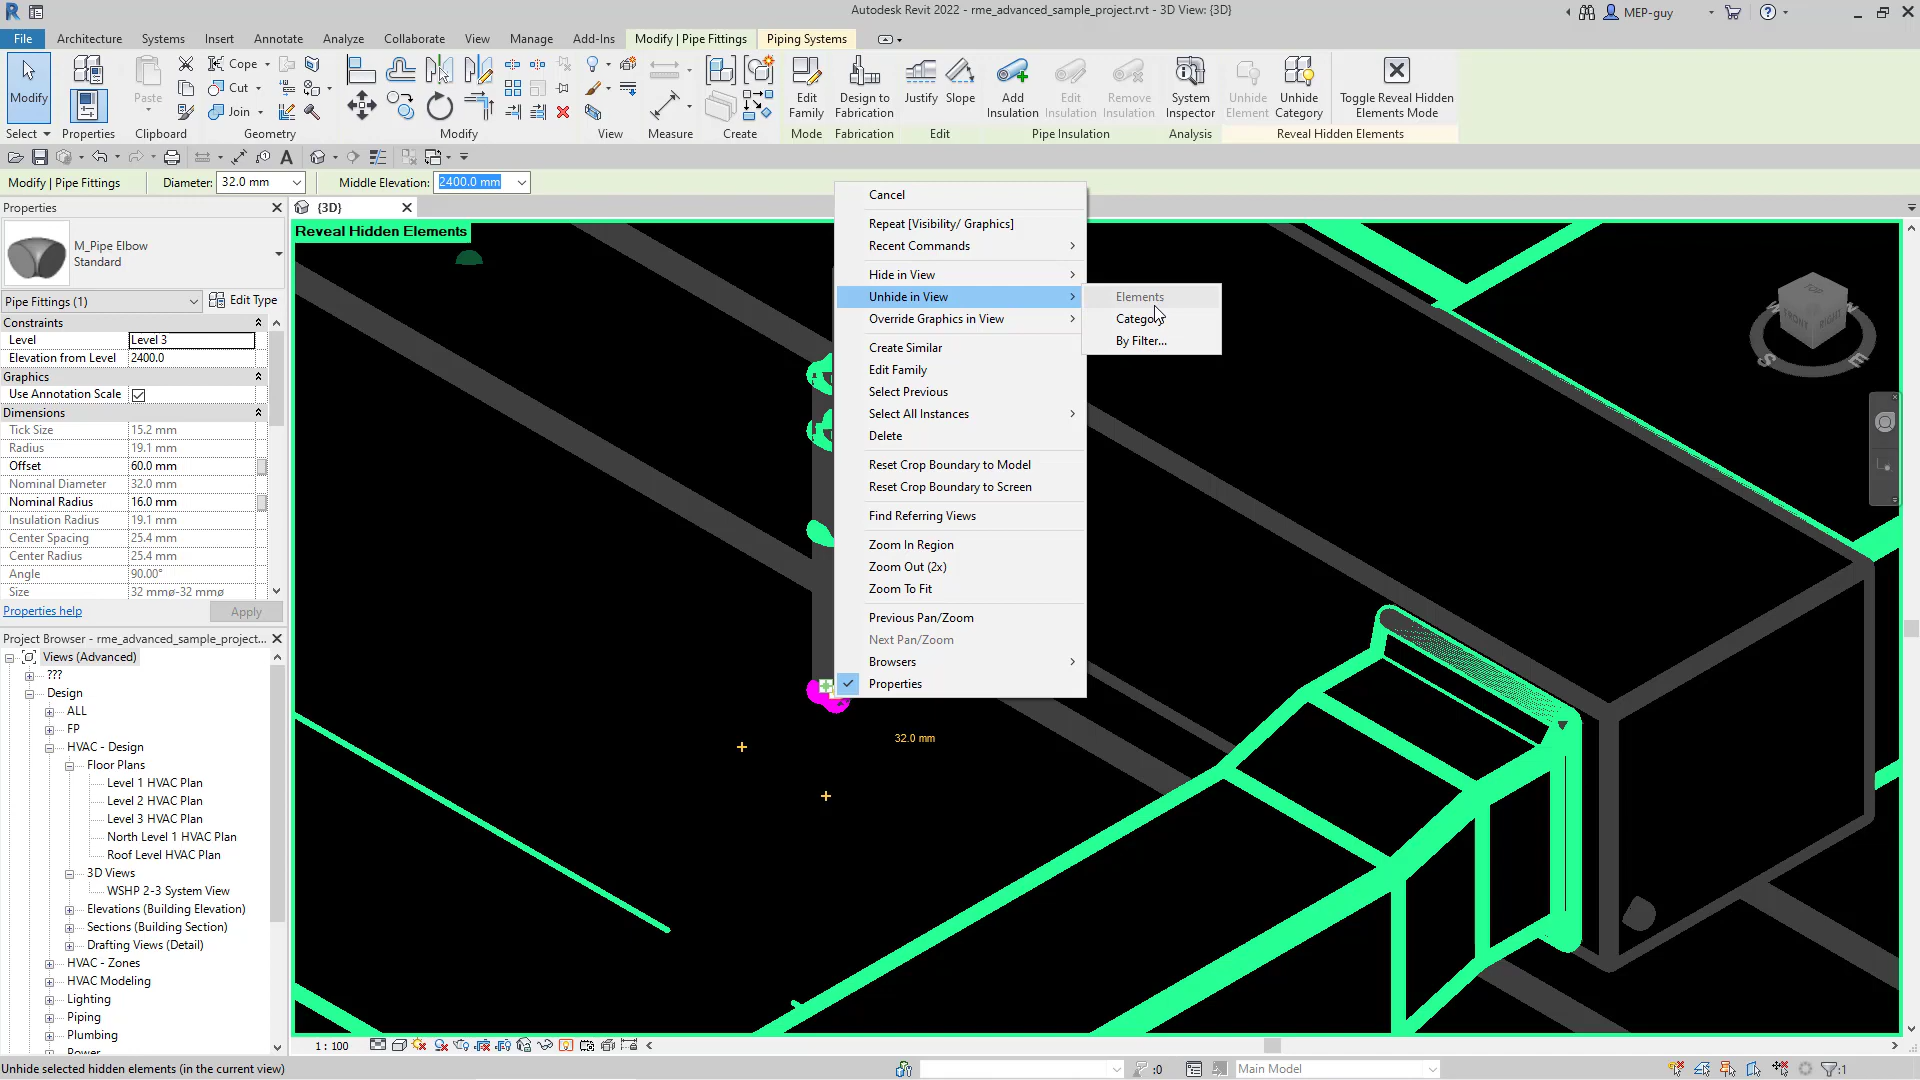 Autodesk Revit 2022 - rme_advanced_sample_project.rvt - 3D View: {3D}
MEP-guy
File Architecture Systems Insert Annotate Analyze Collaborate View Manage Add-Ins Modify | Pipe Fittings Piping Systems
Modify
Paste
Cope
Cut
Join
Edit Family
Design to Fabrication
Justify
Slope
Add Insulation
Edit Insulation
Remove Insulation
System Inspector
Unhide Element
Unhide Category
Toggle Reveal Hidden Elements Mode
Select Properties Clipboard Geometry Modify View Measure Create Mode Fabrication Edit Pipe Insulation Analysis Reveal Hidden Elements
Modify | Pipe Fittings Diameter: 32.0 mm Middle Elevation: 2400.0 mm
Properties
M_Pipe Elbow
Standard
Pipe Fittings (1) Edit Type
Constraints
Level Level 3
Elevation from Level 2400.0
Graphics
Use Annotation Scale
Dimensions
Tick Size 15.2 mm
Radius 19.1 mm
Offset 60.0 mm
Nominal Diameter 32.0 mm
Nominal Radius 16.0 mm
Insulation Radius 19.1 mm
Center Spacing 25.4 mm
Center Radius 25.4 mm
Angle 90.00°
Size 32 mmø-32 mmø
Properties help Apply
Project Browser - rme_advanced_sample_project...
Views (Advanced)
???
Design
ALL
FP
HVAC - Design
Floor Plans
Level 1 HVAC Plan
Level 2 HVAC Plan
Level 3 HVAC Plan
North Level 1 HVAC Plan
Roof Level HVAC Plan
3D Views
WSHP 2-3 System View
Elevations (Building Elevation)
Sections (Building Section)
Drafting Views (Detail)
HVAC - Zones
HVAC Modeling
Lighting
Piping
Plumbing
Power
{3D}
Reveal Hidden Elements
Cancel
Repeat [Visibility/ Graphics]
Recent Commands
Hide in View
Unhide in View
Override Graphics in View
Create Similar
Edit Family
Select Previous
Select All Instances
Delete
Reset Crop Boundary to Model
Reset Crop Boundary to Screen
Find Referring Views
Zoom In Region
Zoom Out (2x)
Zoom To Fit
Previous Pan/Zoom
Next Pan/Zoom
Browsers
Properties
Elements
Category
By Filter...
32.0 mm
FRONT RIGHT
W N S E
1 : 100
Unhide selected hidden elements (in the current view)
:0
Main Model
:1